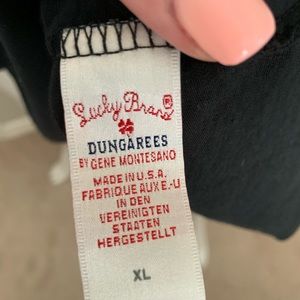 Lucky Brand®
DUNGAREES
BY GENE MONTESANO
MADE IN U.S.A.
FABRIQUE AUX E.-U
IN DEN
VEREINIGTEN
STAATEN
HERGESTELLT
XL